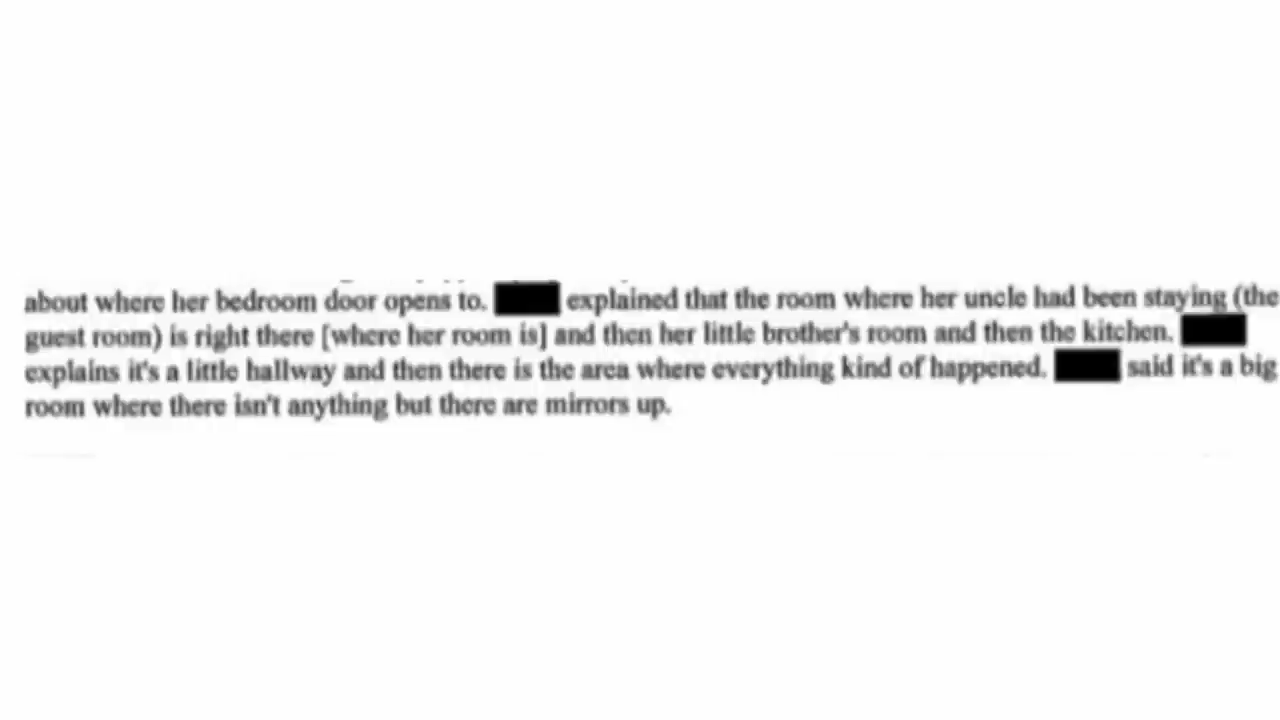 about where her bedroom door opens to. explained that the room where her uncle had been staying (the
guest room) is right there [where her room is] and then her little brother's room and then the kitchen.
explains it's a little hallway and then there is the area where everything kind of happened. said it's a big
room where there isn't anything but there are mirrors up.